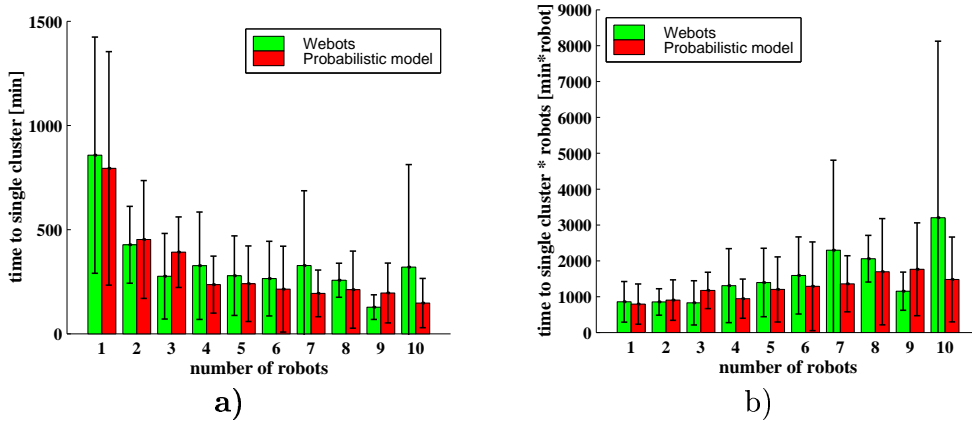 time to single cluster [min]
1500
1000
500
0
Webots
Probabilistic model
1 2 3 4 5 6 7 8 9 10
number of robots
a)
time to single cluster * robots [min*robot]
9000
8000
7000
6000
5000
4000
3000
2000
1000
0
Webots
Probabilistic model
1 2 3 4 5 6 7 8 9 10
number of robots
b)